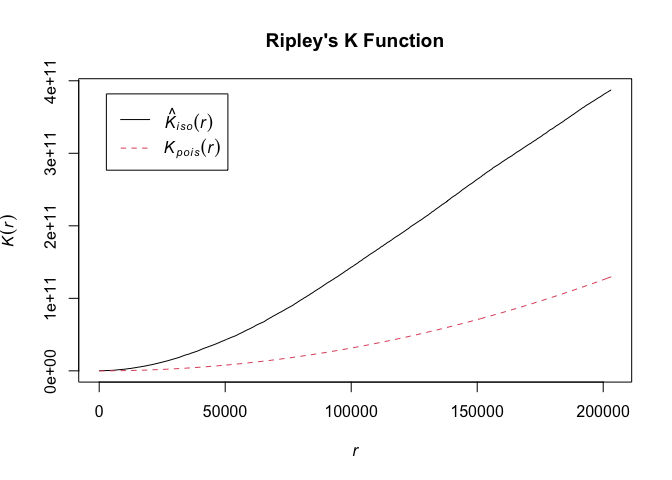 Ripley's K Function
K̂iso(r)
Kpois(r)
K(r)
4e+11
3e+11
2e+11
1e+11
0e+00
0 50000 100000 150000 200000
r